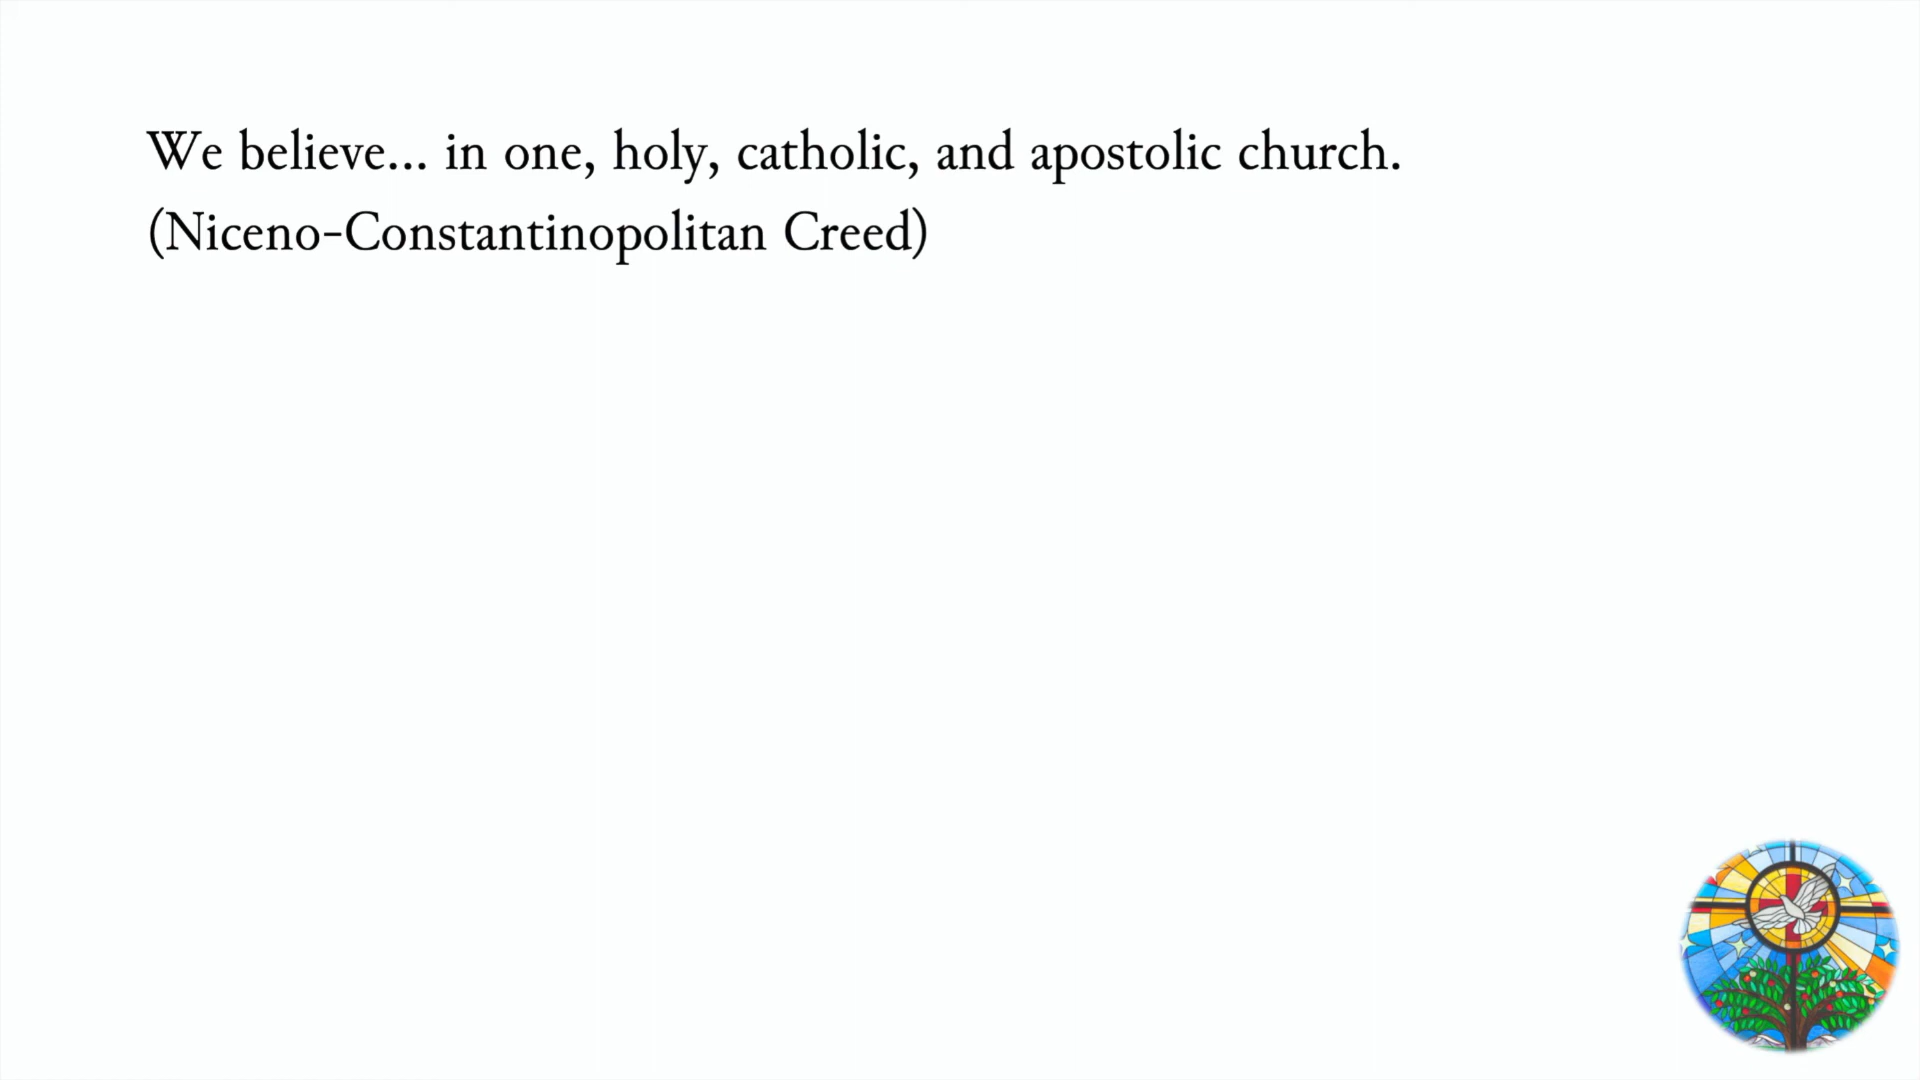 We believe... in one, holy, catholic, and apostolic church.
(Niceno-Constantinopolitan Creed)